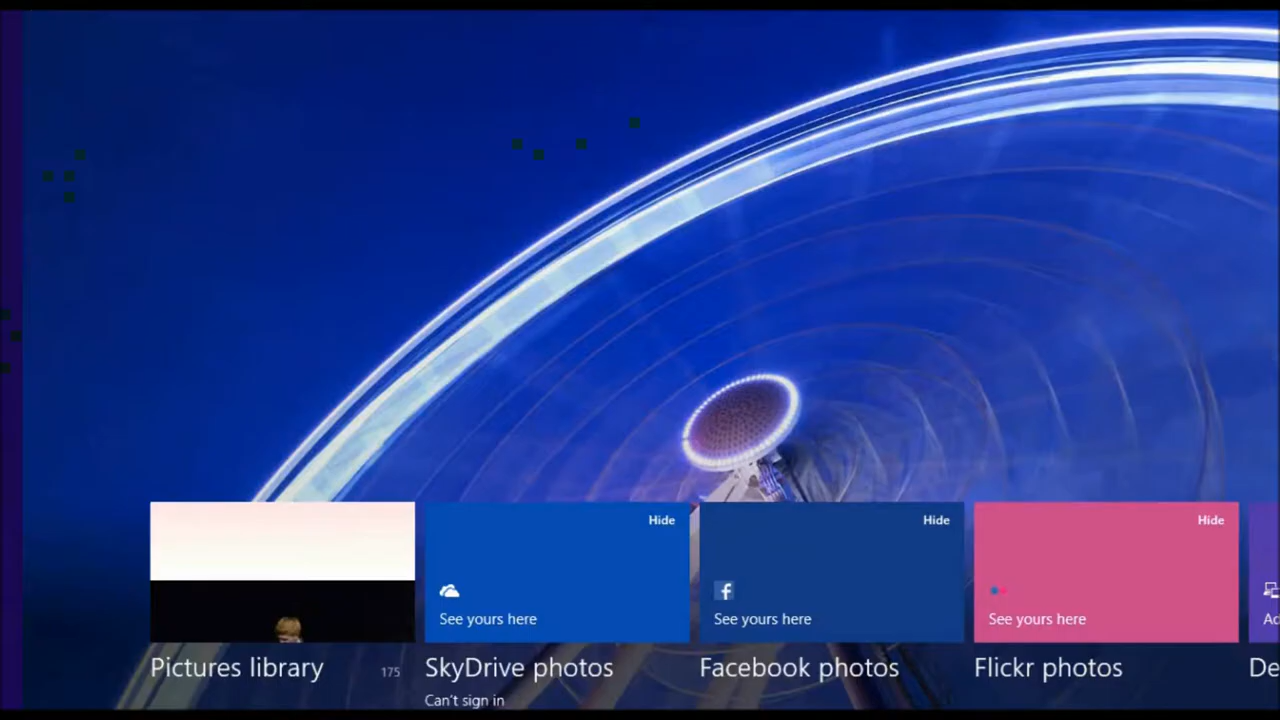 Hide
Hide
Hide
See yours here
See yours here
See yours here
Pictures library 175
SkyDrive photos
Facebook photos
Flickr photos
Can't sign in